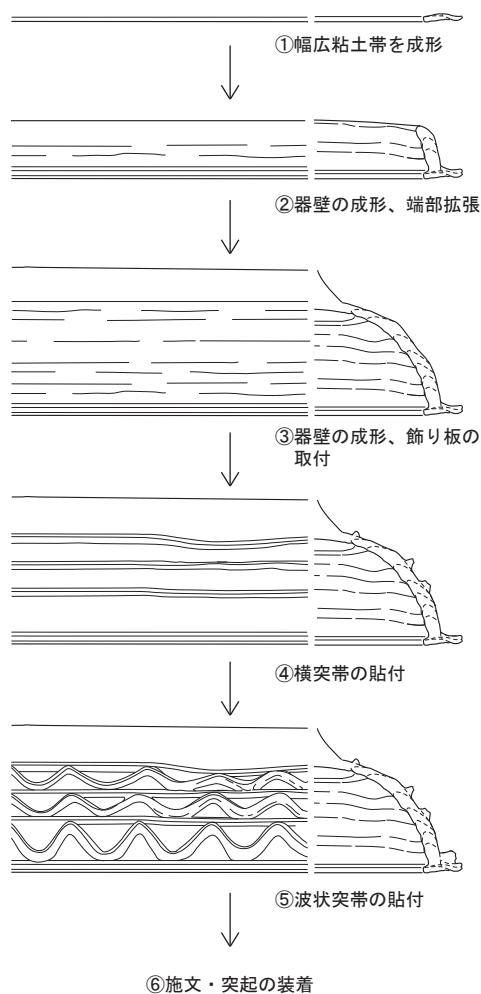 ①幅広粘土帯を成形
②器壁の成形、端部拡張
③器壁の成形、飾り板の
取付
④横突帯の貼付
⑤波状突帯の貼付
⑥施文・突起の装着